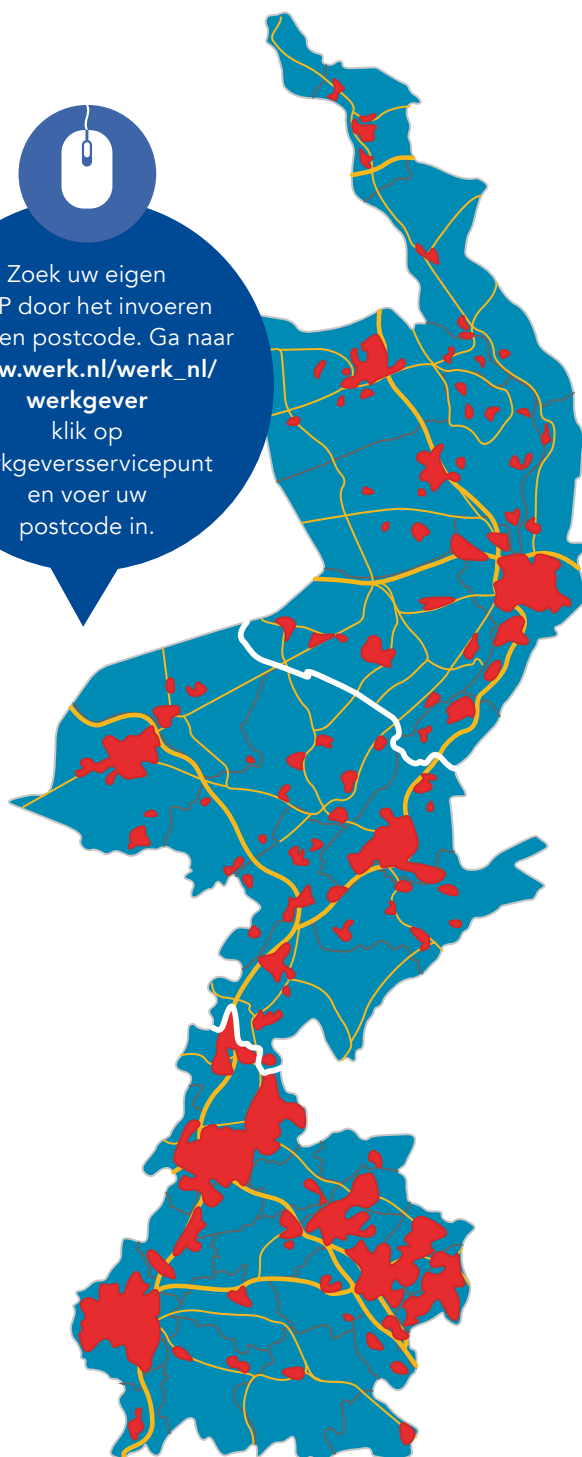 Zoek uw eigen
P door het invoeren
en postcode. Ga naar
w.werk.nl/werk_nl/
werkgever
klik op
kgeversservicepunt
en voer uw
postcode in.